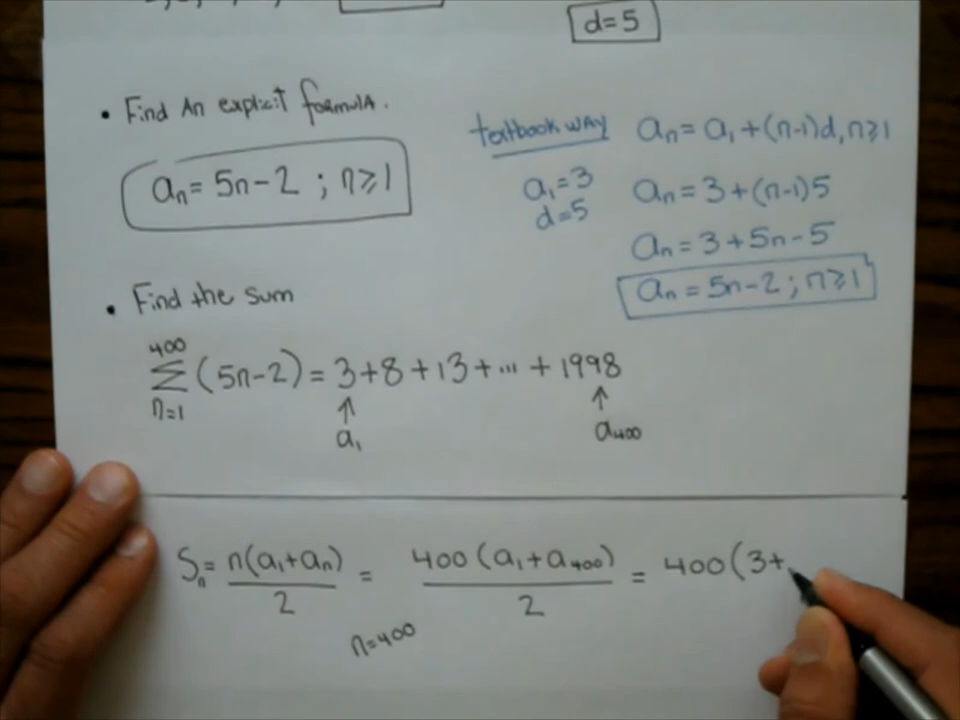 d=5
• Find An explicit formula.
aₙ = 5n-2 ; n≥1
textbook way
aₙ = a₁ + (n-1)d, n≥1
a₁=3
d=5
aₙ = 3+(n-1)5
aₙ = 3+5n-5
aₙ = 5n-2 ; n≥1
• Find the sum
400
Σ (5n-2) = 3+8+13+...+1998
n=1
↑ ↑
a₁ a₄₀₀
Sₙ = n(a₁+aₙ)/2 = 400(a₁+a₄₀₀)/2 = 400(3+
n=400